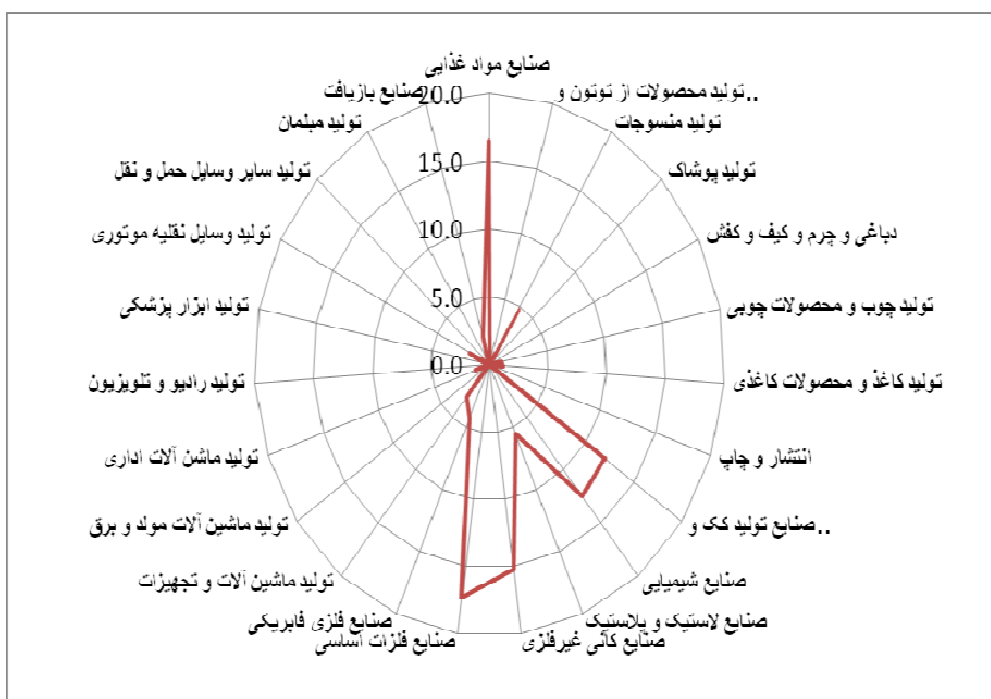 صنایع مواد غذایی
تولید محصولات از توتون و..
تولید منسوجات
تولید پوشاک
دباغی و چرم و کیف و کفش
تولید چوب و محصولات چوبی
تولید کاغذ و محصولات کاغذی
انتشار و چاپ
صنایع تولید کک و..
صنایع شیمیایی
صنایع لاستیک و پلاستیک
صنایع کانی غیرفلزی
صنایع فلزات اساسی
صنایع فلزی فابریکی
تولید ماشین آلات و تجهیزات
تولید ماشین آلات مولد و برق
تولید ماشن آلات اداری
تولید رادیو و تلویزیون
تولید ابزار پزشکی
تولید وسایل نقلیه موتوری
تولید سایر وسایل حمل و نقل
تولید مبلمان
صنایع بازیافت
20.0
15.0
10.0
5.0
0.0